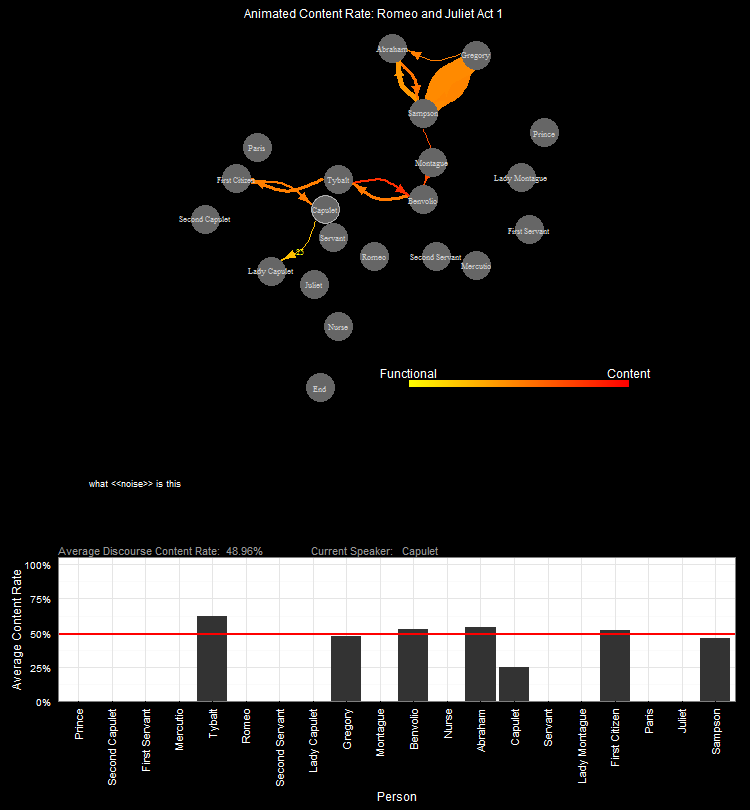 Animated Content Rate: Romeo and Juliet Act 1
Abraham
Gregory
Sampson
Prince
Paris
Montague
First Citizen
Tybalt
Lady Montague
Benvolio
Capulet
Second Capulet
First Servant
Servant
.25
Romeo
Second Servant
Mercutio
Lady Capulet
Juliet
Nurse
End
Functional Content
what <<noise>> is this
Average Discourse Content Rate: 48.96% Current Speaker: Capulet
Average Content Rate
100%
75%
50%
25%
0%
Prince
Second Capulet
First Servant
Mercutio
Tybalt
Romeo
Second Servant
Lady Capulet
Gregory
Montague
Benvolio
Nurse
Abraham
Capulet
Servant
Lady Montague
First Citizen
Paris
Juliet
Sampson
Person